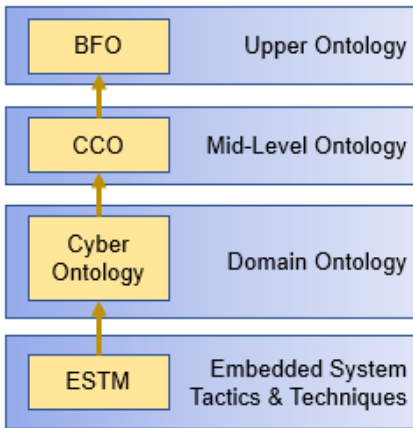 BFO
Upper Ontology
CCO
Mid-Level Ontology
Cyber
Ontology
Domain Ontology
ESTM
Embedded System
Tactics & Techniques